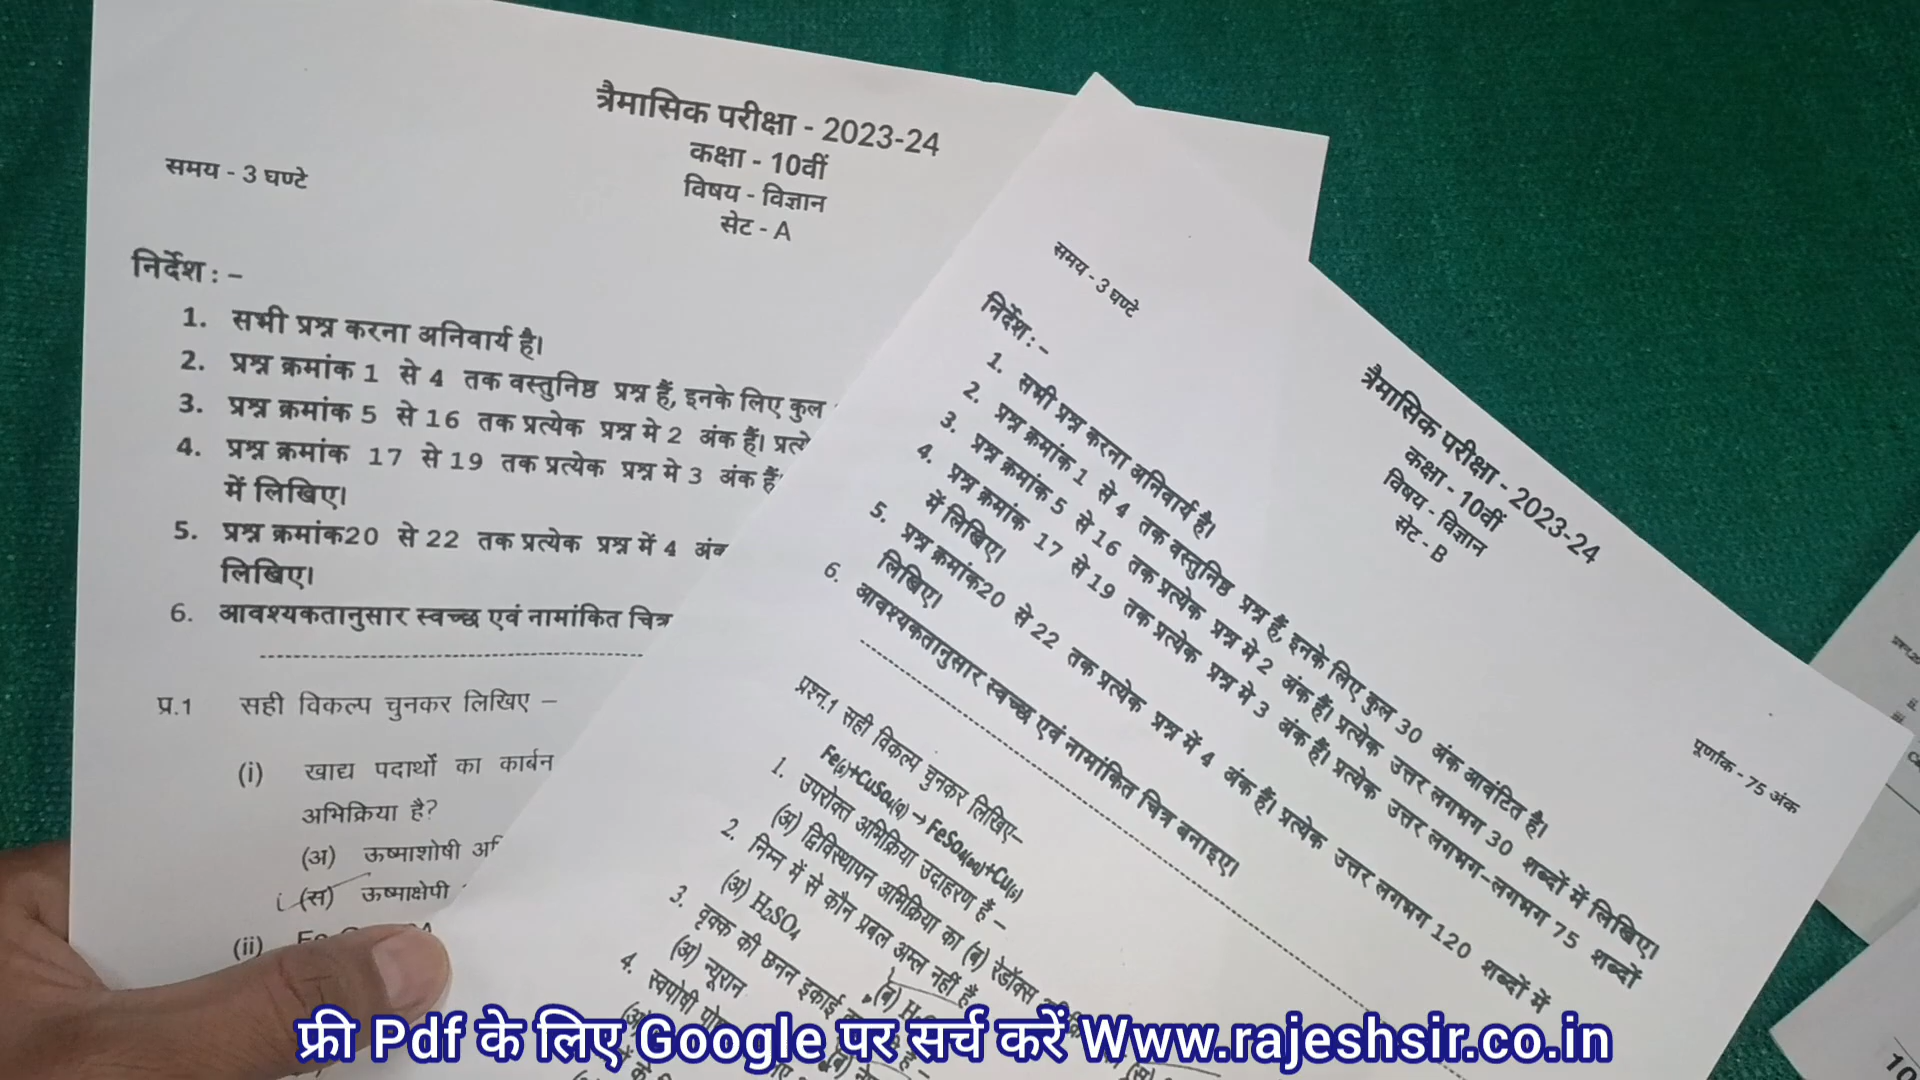 त्रैमासिक परीक्षा - 2023-24
कक्षा - 10वीं
विषय - विज्ञान
सेट - A
समय - 3 घण्टे
निर्देश : –
1. सभी प्रश्न करना अनिवार्य है।
2. प्रश्न क्रमांक 1 से 4 तक वस्तुनिष्ठ प्रश्न हैं, इनके लिए कुल
3. प्रश्न क्रमांक 5 से 16 तक प्रत्येक प्रश्न मे 2 अंक हैं। प्रत्ये
4. प्रश्न क्रमांक 17 से 19 तक प्रत्येक प्रश्न मे 3 अंक हैं
में लिखिए।
5. प्रश्न क्रमांक20 से 22 तक प्रत्येक प्रश्न में 4 अंक
लिखिए।
6. आवश्यकतानुसार स्वच्छ एवं नामांकित चित्र
प्र.1 सही विकल्प चुनकर लिखिए –
(i) खाद्य पदार्थो का कार्बन
अभिक्रिया है?
(अ) ऊष्माशोषी
(स) ऊष्माक्षेपी
(ii)
समय - 3 घण्टे
त्रैमासिक परीक्षा - 2023-24
कक्षा - 10वीं
विषय - विज्ञान
सेट - B
पूर्णांक - 75 अंक
निर्देश : –
1. सभी प्रश्न करना अनिवार्य है।
2. प्रश्न क्रमांक 1 से 4 तक वस्तुनिष्ठ प्रश्न हैं, इनके लिए कुल 30 अंक आवंटित है।
3. प्रश्न क्रमांक 5 से 16 तक प्रत्येक प्रश्न मे 2 अंक हैं। प्रत्येक उत्तर लगभग 30 शब्दों में लिखिए।
4. प्रश्न क्रमांक 17 से 19 तक प्रत्येक प्रश्न मे 3 अंक हैं। प्रत्येक उत्तर लगभग–लगभग 75 शब्दों
में लिखिए।
5. प्रश्न क्रमांक20 से 22 तक प्रत्येक प्रश्न में 4 अंक हैं। प्रत्येक उत्तर लगभग 120 शब्दों में
लिखिए।
6. आवश्यकतानुसार स्वच्छ एवं नामांकित चित्र बनाइए।
प्रश्न.1 सही विकल्प चुनकर लिखिए–
Fe(s)+CuSo₄(q) → FeSo₄(aq)+Cu(s)
1. उपरोक्त अभिक्रिया उदाहरण हैं –
(अ) द्विविस्थापन अभिक्रिया का (ब) रेडॉक्स
2. निम्न में से कौन प्रबल अम्ल नहीं है
(अ) H₂SO₄ (ब)
3. वृक्क की छनन इकाई
(अ) न्यूरान
4. स्वपोषी
फ्री Pdf के लिए Google पर सर्च करें Www.rajeshsir.co.in